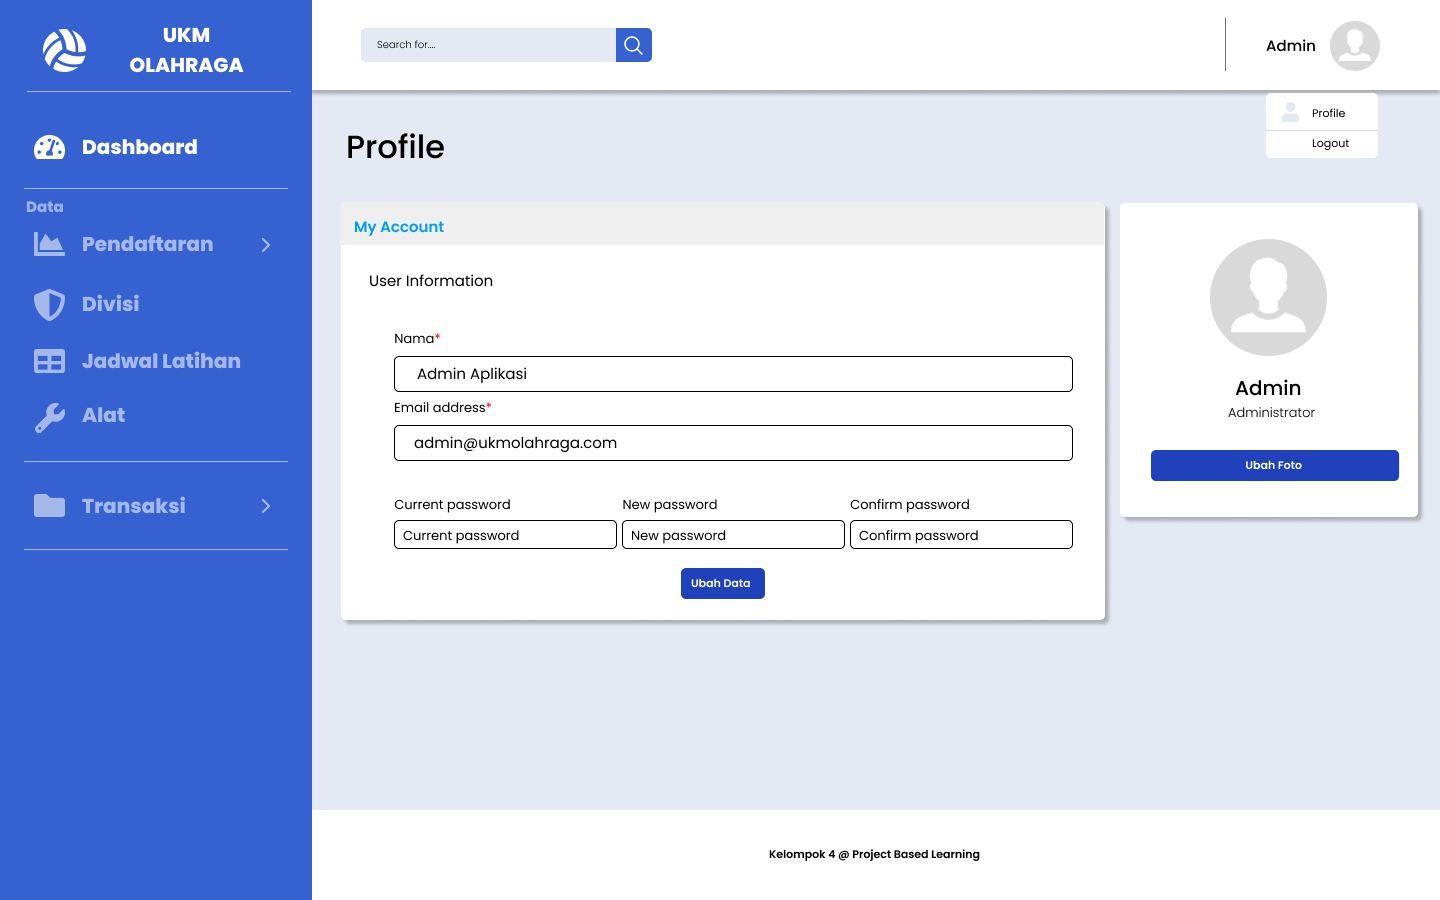 UKM
OLAHRAGA
Dashboard
Data
Pendaftaran
Divisi
Jadwal Latihan
Alat
Transaksi
Search for....
Admin
Profile
Logout
Profile
My Account
User Information
Nama*
Admin Aplikasi
Email address*
admin@ukmolahraga.com
Current password New password Confirm password
Current password New password Confirm password
Ubah Data
Admin
Administrator
Ubah Foto
Kelompok 4 @ Project Based Learning